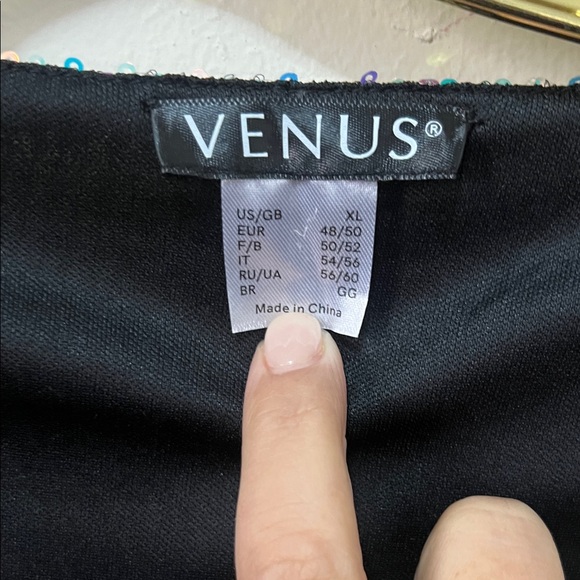 VENUS®
US/GB XL
EUR 48/50
F/B 50/52
IT 54/56
RU/UA 56/60
BR GG
Made in China